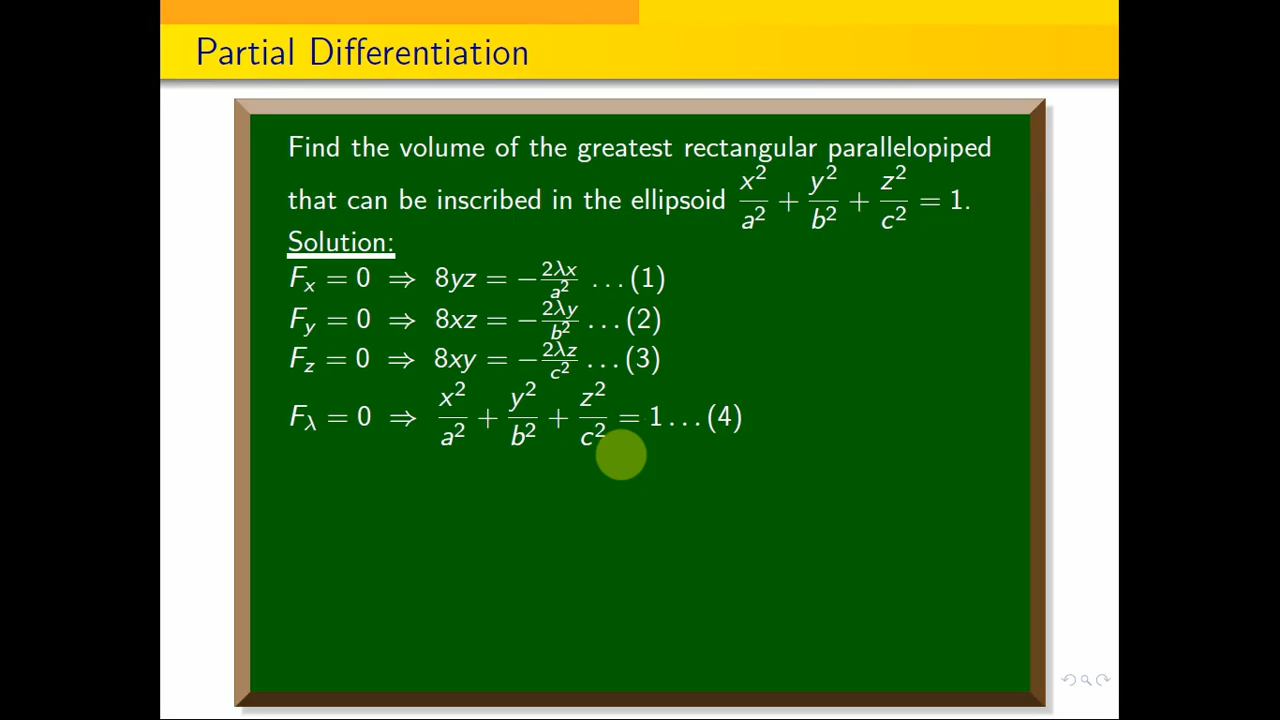 Partial Differentiation
Find the volume of the greatest rectangular parallelopiped
that can be inscribed in the ellipsoid x²/a² + y²/b² + z²/c² = 1.
Solution:
Fₓ = 0 ⇒ 8yz = −2λx/a² ...(1)
F_y = 0 ⇒ 8xz = −2λy/b² ...(2)
F_z = 0 ⇒ 8xy = −2λz/c² ...(3)
F_λ = 0 ⇒ x²/a² + y²/b² + z²/c² = 1...(4)